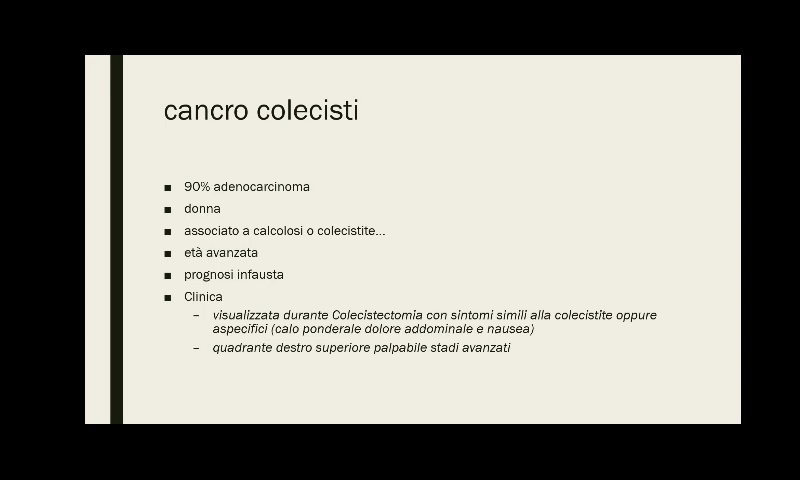 cancro colecisti
■ 90% adenocarcinoma
■ donna
■ associato a calcolosi o colecistite...
■ età avanzata
■ prognosi infausta
■ Clinica
– visualizzata durante Colecistectomia con sintomi simili alla colecistite oppure
aspecifici (calo ponderale dolore addominale e nausea)
– quadrante destro superiore palpabile stadi avanzati